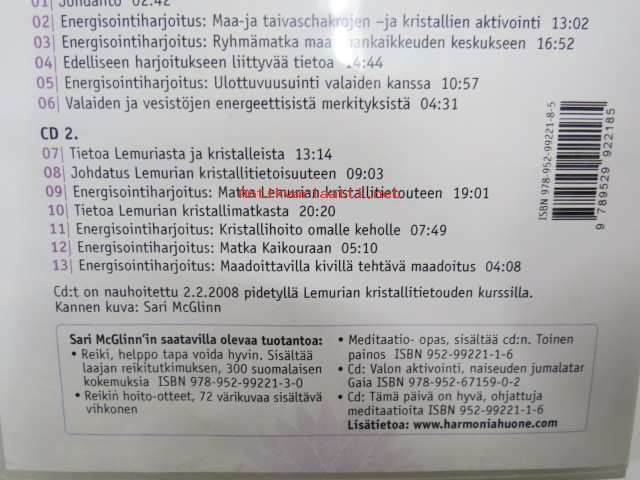 01| Johdanto 02:42
02| Energisointiharjoitus: Maa-ja taivaschakrojen –ja kristallien aktivointi 13:02
03| Energisointiharjoitus: Ryhmämatka maailmankaikkeuden keskukseen 16:52
04| Edelliseen harjoitukseen liittyvää tietoa 14:44
05| Energisointiharjoitus: Ulottuvuusuinti valaiden kanssa 10:57
06| Valaiden ja vesistöjen energeettisistä merkityksistä 04:31
CD 2.
07| Tietoa Lemuriasta ja kristalleista 13:14
08| Johdatus Lemurian kristallitietoisuuteen 09:03
09| Energisointiharjoitus: Matka Lemurian kristallitietouteen 19:01
10| Tietoa Lemurian kristallimatkasta 20:20
11| Energisointiharjoitus: Kristallihoito omalle keholle 07:49
12| Energisointiharjoitus: Matka Kaikouraan 05:10
13| Energisointiharjoitus: Maadoittavilla kivillä tehtävä maadoitus 04:08
Cd:t on nauhoitettu 2.2.2008 pidetyllä Lemurian kristallitietouden kurssilla.
Kannen kuva: Sari McGlinn
Sari McGlinn'in saatavilla olevaa tuotantoa:
• Reiki, helppo tapa voida hyvin. Sisältää
laajan reikitutkimuksen, 300 suomalaisen
kokemuksia ISBN 978-952-99221-3-0
• Reikin hoito-otteet, 72 värikuvaa sisältävä
vihkonen
• Meditaatio- opas, sisältää cd:n. Toinen
painos ISBN 952-99221-1-6
• Cd: Valon aktivointi, naiseuden jumalatar
Gaia ISBN 978-952-67159-0-2
• Cd: Tämä päivä on hyvä, ohjattuja
meditaatioita ISBN 952-99221-1-6
Lisätietoa: www.harmoniahuone.com
ISBN 978-952-99221-8-5
9 789529 922185